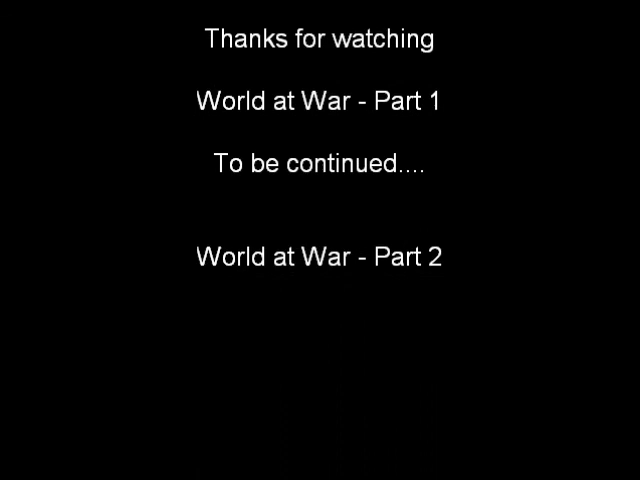 Thanks for watching
World at War - Part 1
To be continued....
World at War - Part 2